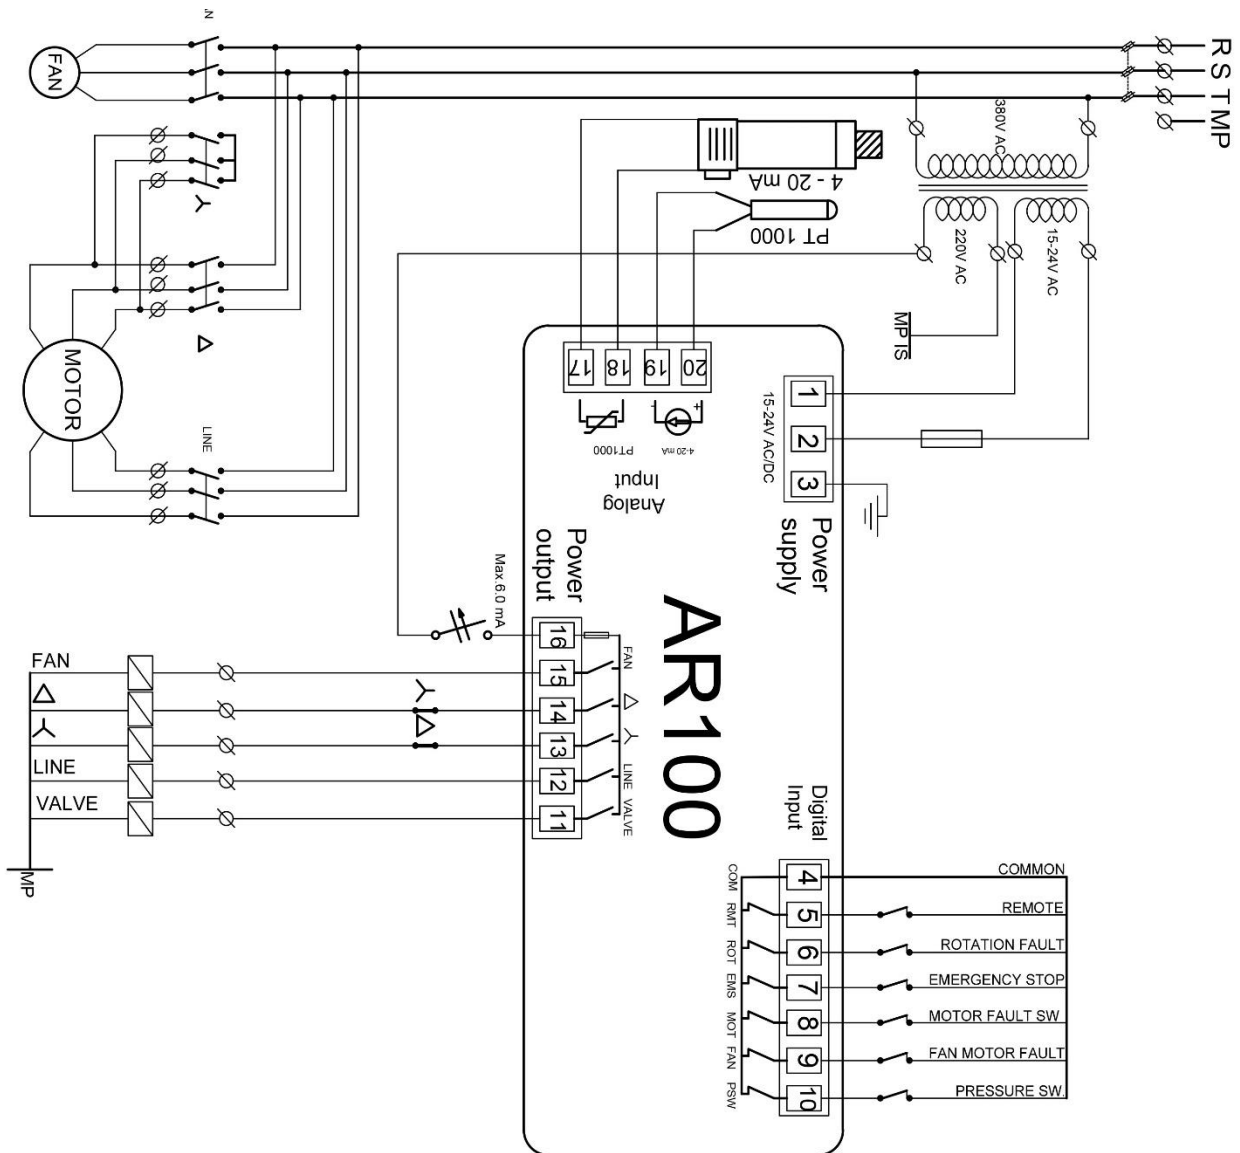 R S T MP
FAN
380V AC
4 - 20 mA
PT 1000
220V AC
15-24V AC
MP IS
MOTOR
LINE
17
18
19
20
PT1000
4-20 mA
+
-
Analog
Input
1
2
3
15-24V AC/DC
Power
supply
Power
output
Max.6.0 mA
AR100
16
15
14
13
12
11
FAN
LINE
VALVE
FAN
LINE
VALVE
MP
Digital
Input
4
5
6
7
8
9
10
COM
RMT
ROT
EMS
MOT
FAN
PSW
COMMON
REMOTE
ROTATION FAULT
EMERGENCY STOP
MOTOR FAULT SW
FAN MOTOR FAULT
PRESSURE SW.